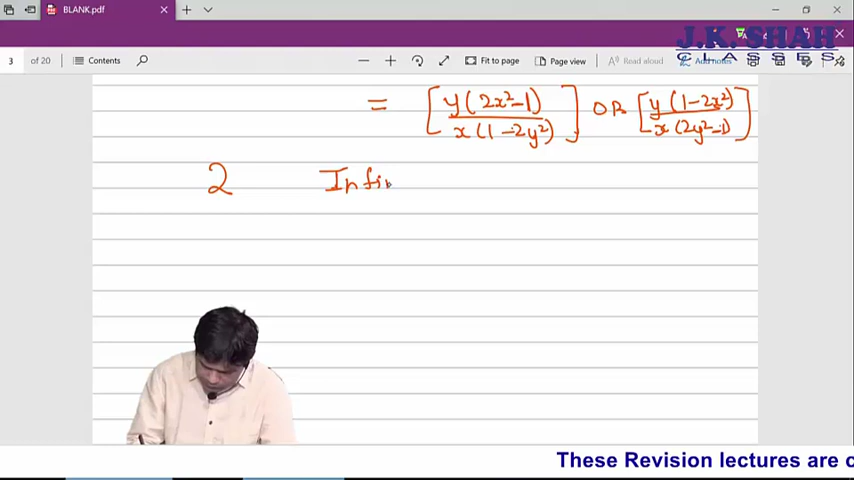 BLANK.pdf
J.K. SHAH
CLASSES
3 of 20 Contents Fit to page Page view Read aloud Add notes
= [y(2x²-1) / x(1-2y²)] OR [y(1-2x²) / x(2y²-1)]
2 Infin
These Revision lectures are o